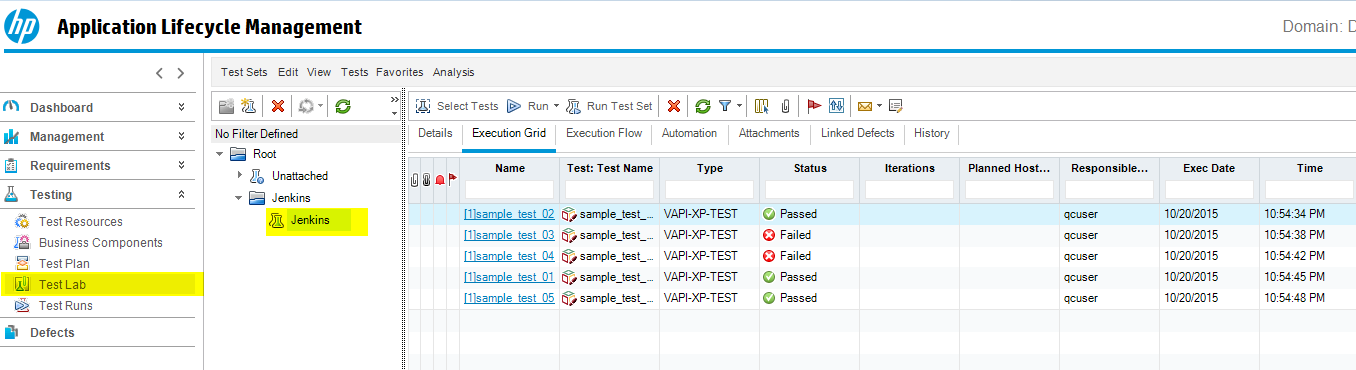 hp Application Lifecycle Management Domain: D
Test Sets Edit View Tests Favorites Analysis
Dashboard
Management
Requirements
Testing
Test Resources
Business Components
Test Plan
Test Lab
Test Runs
Defects
No Filter Defined
Root
Unattached
Jenkins
Jenkins
Select Tests Run Run Test Set
Details Execution Grid Execution Flow Automation Attachments Linked Defects History
Name Test: Test Name Type Status Iterations Planned Host... Responsible... Exec Date Time
[1]sample_test_02 sample_test_... VAPI-XP-TEST Passed qcuser 10/20/2015 10:54:34 PM
[1]sample_test_03 sample_test_... VAPI-XP-TEST Failed qcuser 10/20/2015 10:54:38 PM
[1]sample_test_04 sample_test_... VAPI-XP-TEST Failed qcuser 10/20/2015 10:54:42 PM
[1]sample_test_01 sample_test_... VAPI-XP-TEST Passed qcuser 10/20/2015 10:54:45 PM
[1]sample_test_05 sample_test_... VAPI-XP-TEST Passed qcuser 10/20/2015 10:54:48 PM